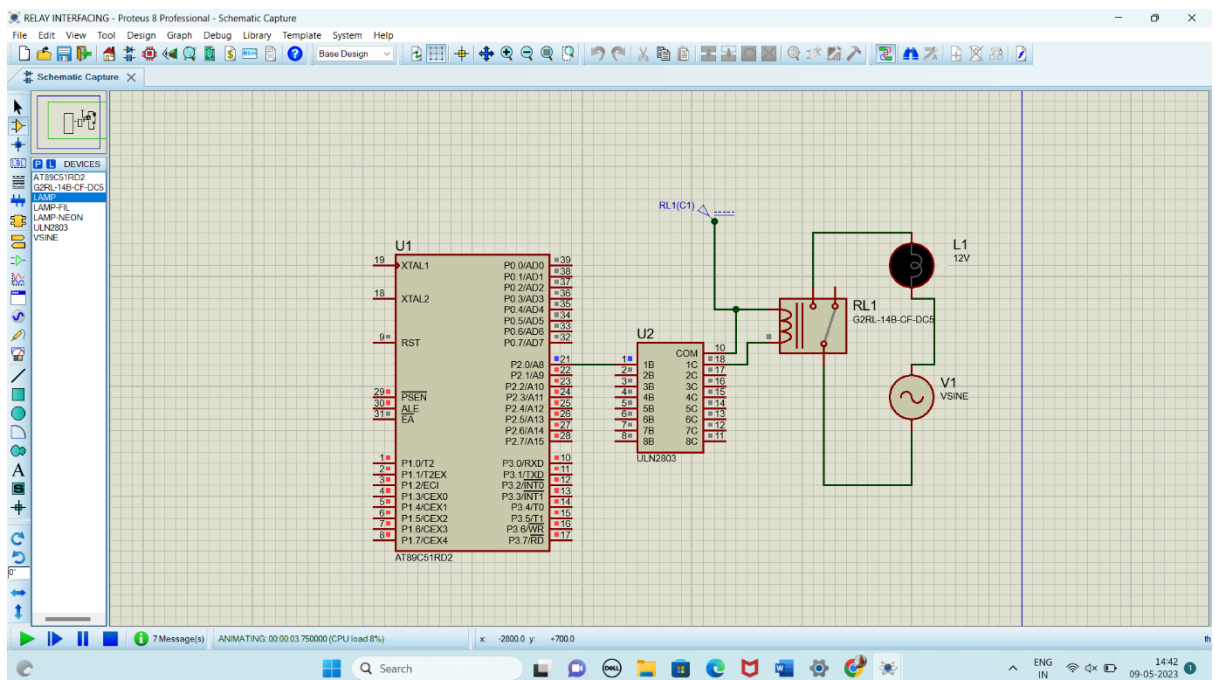 RELAY INTERFACING - Proteus 8 Professional - Schematic Capture
File Edit View Tool Design Graph Debug Library Template System Help
Base Design
Schematic Capture
P L DEVICES
AT89C51RD2
G2RL-14B-CF-DC5
LAMP
LAMP-FIL
LAMP-NEON
ULN2803
VSINE
RL1(C1)
U1
19 XTAL1
18 XTAL2
9 RST
29 PSEN
30 ALE
31 EA
1 P1.0/T2
2 P1.1/T2EX
3 P1.2/ECI
4 P1.3/CEX0
5 P1.4/CEX1
6 P1.5/CEX2
7 P1.6/CEX3
8 P1.7/CEX4
P0.0/AD0 39
P0.1/AD1 38
P0.2/AD2 37
P0.3/AD3 36
P0.4/AD4 35
P0.5/AD5 34
P0.6/AD6 33
P0.7/AD7 32
P2.0/A8 21
P2.1/A9 22
P2.2/A10 23
P2.3/A11 24
P2.4/A12 25
P2.5/A13 26
P2.6/A14 27
P2.7/A15 28
P3.0/RXD 10
P3.1/TXD 11
P3.2/INT0 12
P3.3/INT1 13
P3.4/T0 14
P3.5/T1 15
P3.6/WR 16
P3.7/RD 17
AT89C51RD2
U2
COM 10
1 1B 1C 18
2 2B 2C 17
3 3B 3C 16
4 4B 4C 15
5 5B 5C 14
6 6B 6C 13
7 7B 7C 12
8 8B 8C 11
ULN2803
L1
12V
RL1
G2RL-14B-CF-DC5
V1
VSINE
7 Message(s) ANIMATING: 00:00:03.750000 (CPU load 8%) x: -2800.0 y: +700.0 th
Search
ENG
IN
14:42
09-05-2023
1